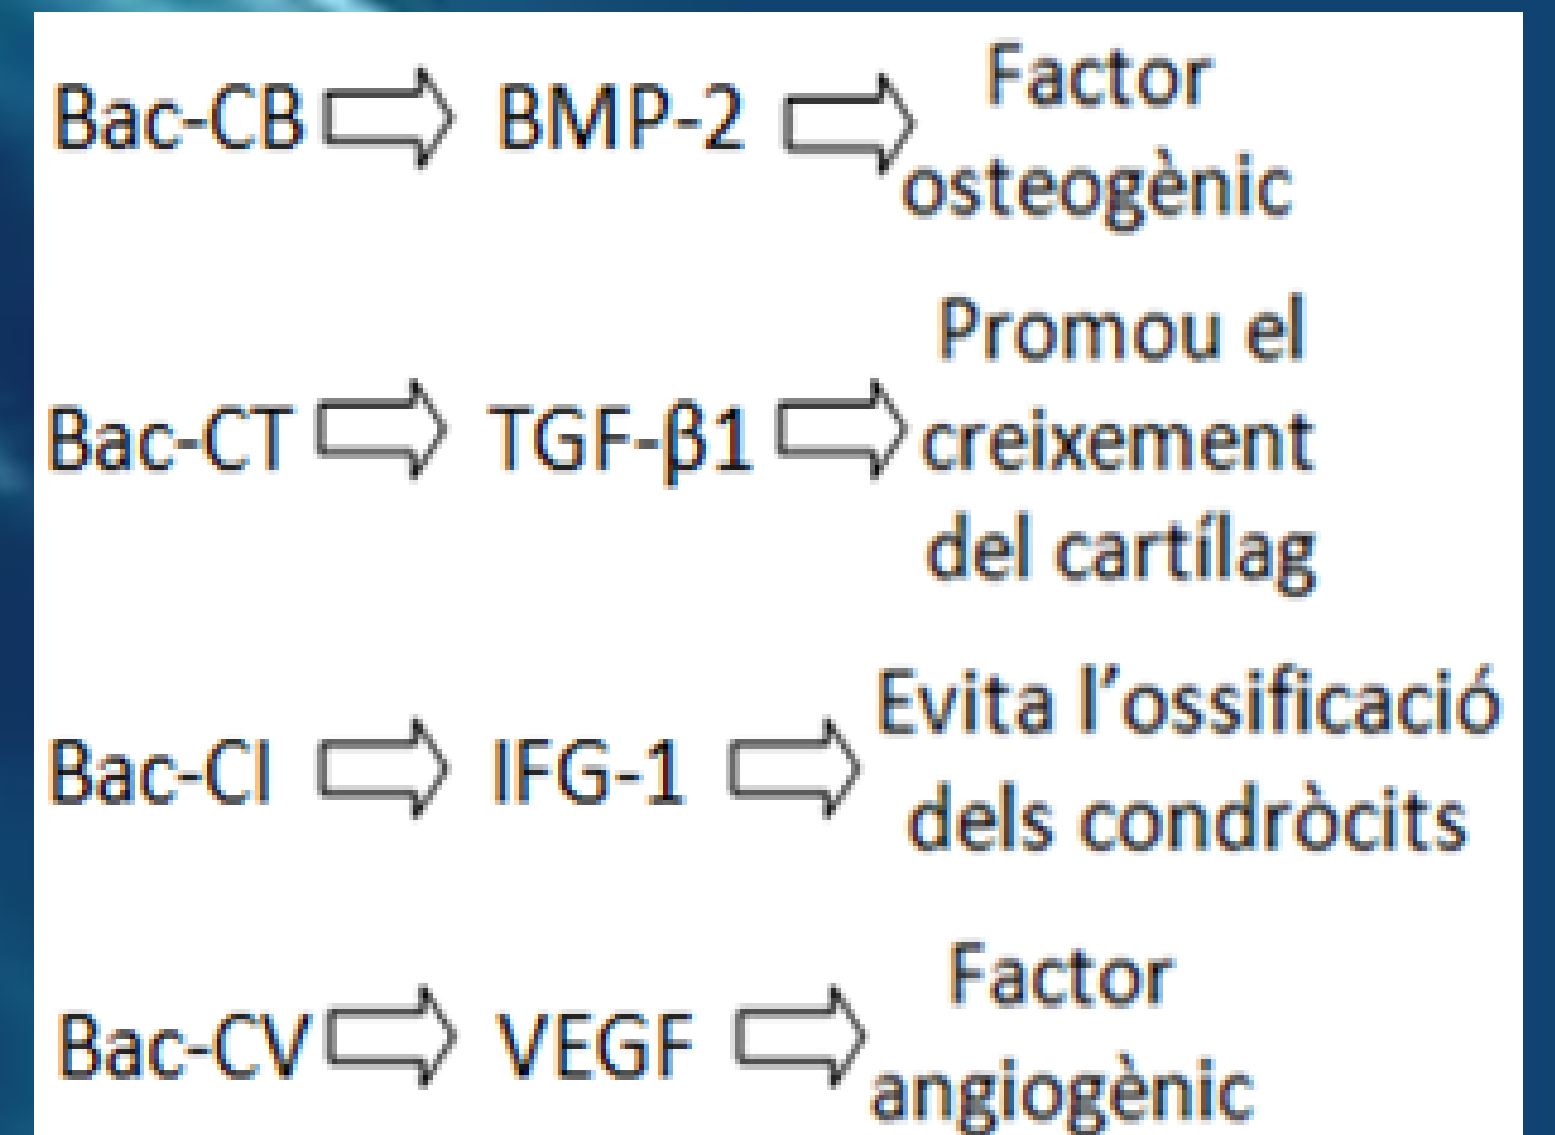 Bac-CB BMP-2 Factor
osteogènic
Promou el
Bac-CT TGF-β1 creixement
del cartílag
Evita l’ossificació
Bac-CI IFG-1 dels condròcits
Factor
Bac-CV VEGF angiogènic